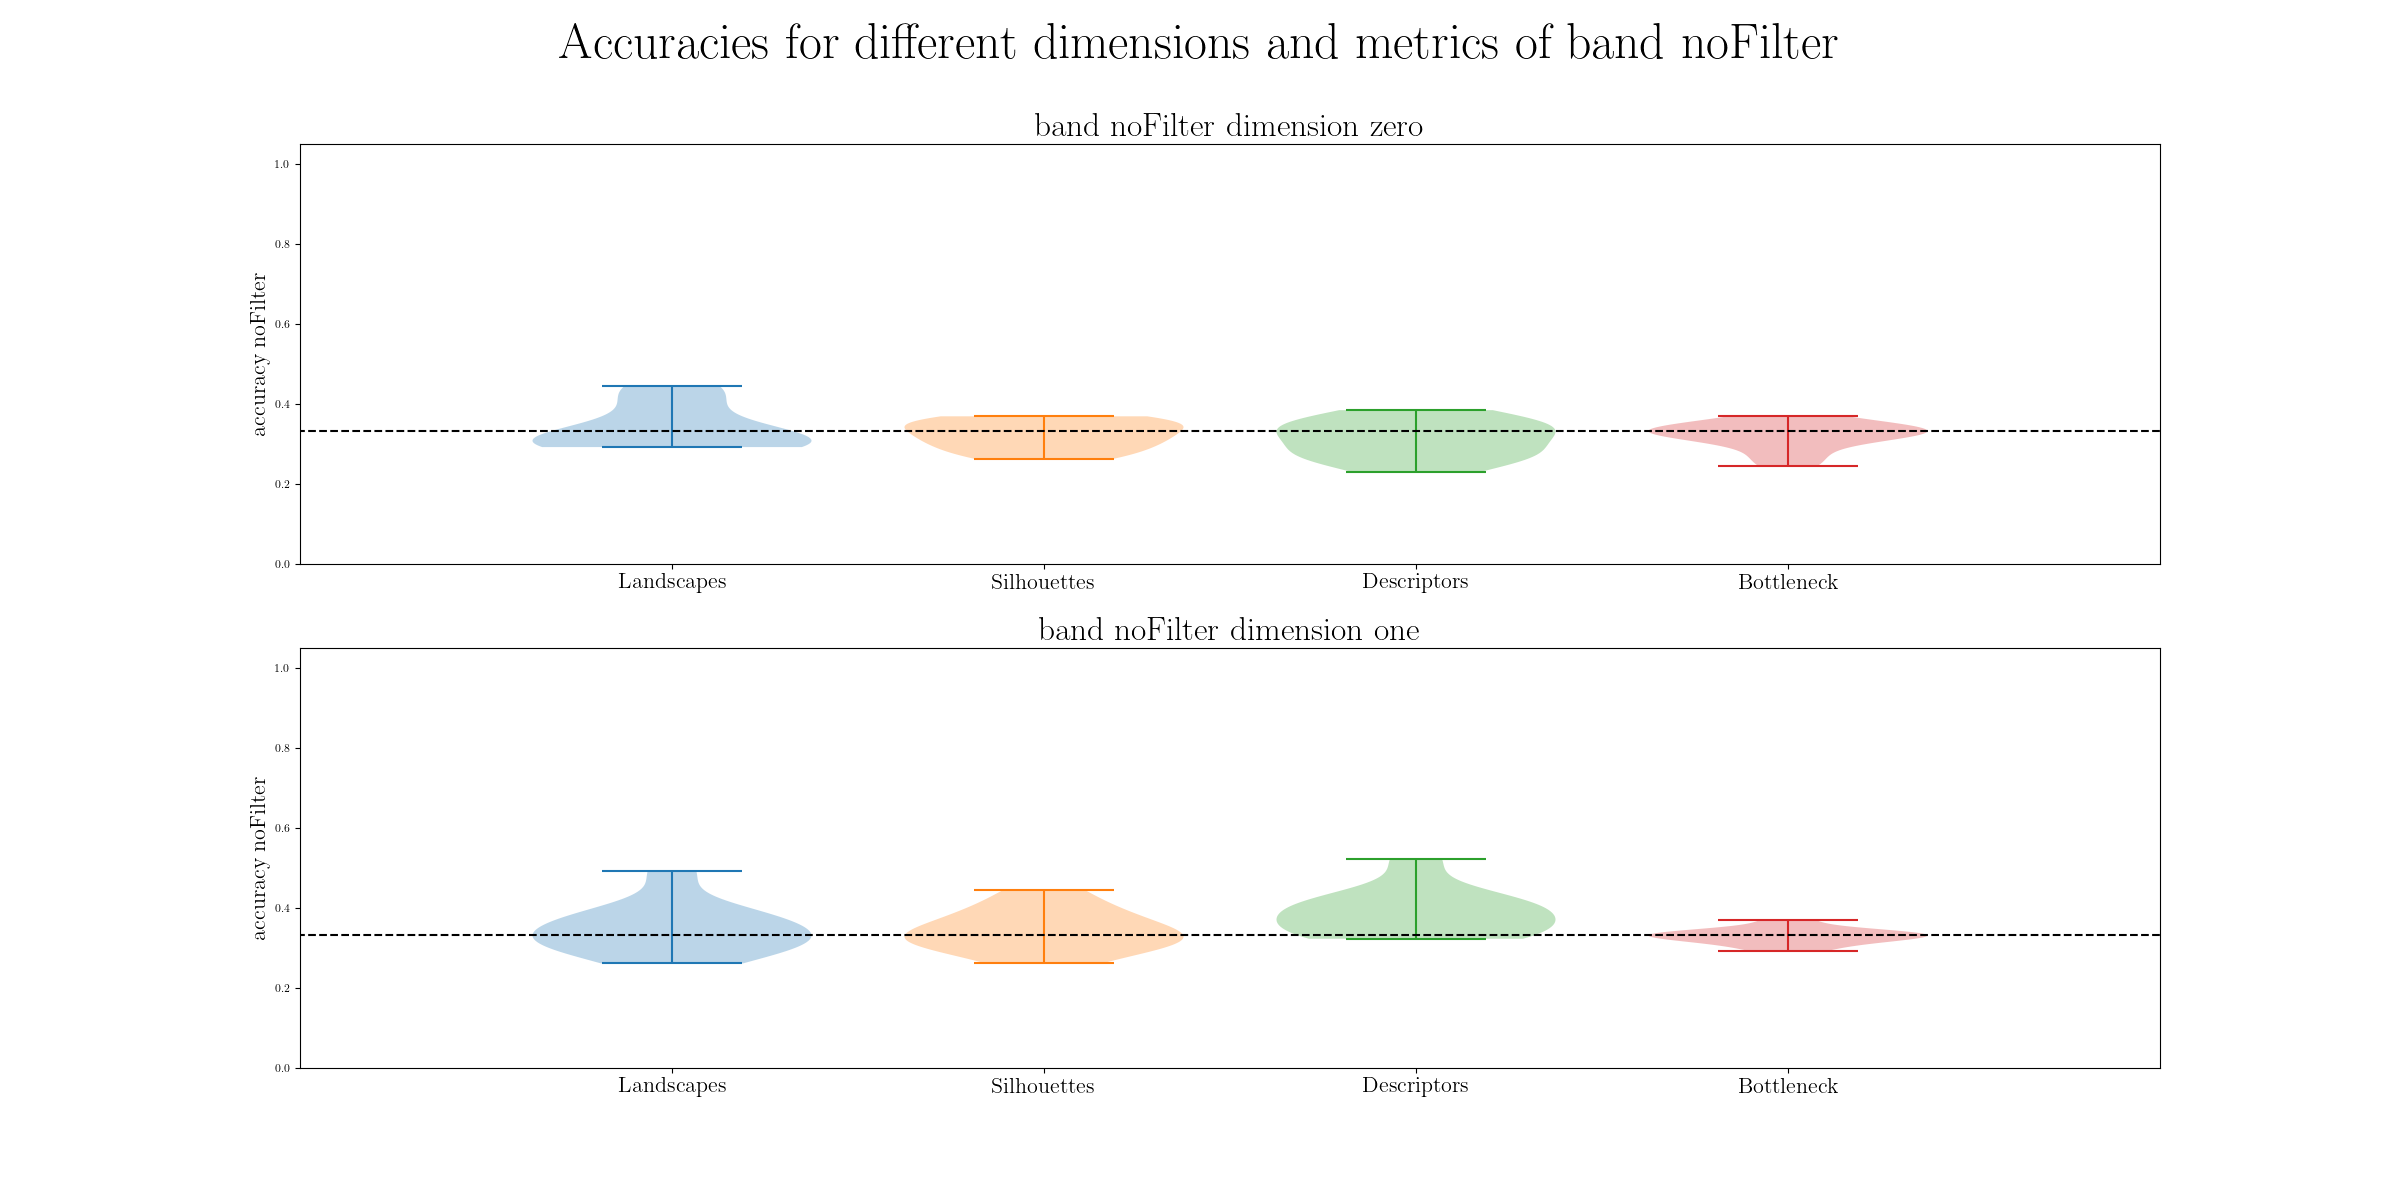 Accuracies for different dimensions and metrics of band noFilter
band noFilter dimension zero
accuracy noFilter
1.0
0.8
0.6
0.4
0.2
0.0
Landscapes Silhouettes Descriptors Bottleneck
band noFilter dimension one
accuracy noFilter
1.0
0.8
0.6
0.4
0.2
0.0
Landscapes Silhouettes Descriptors Bottleneck